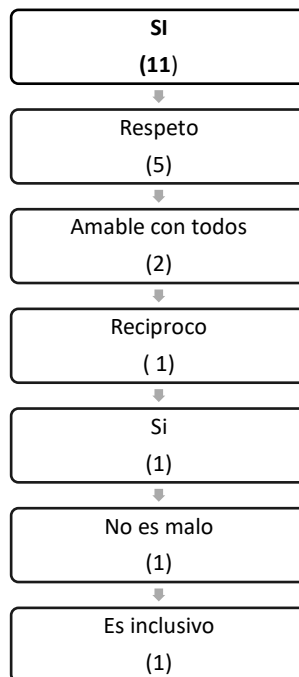 SI
(11)
Respeto
(5)
Amable con todos
(2)
Reciproco
( 1)
Si
(1)
No es malo
(1)
Es inclusivo
(1)